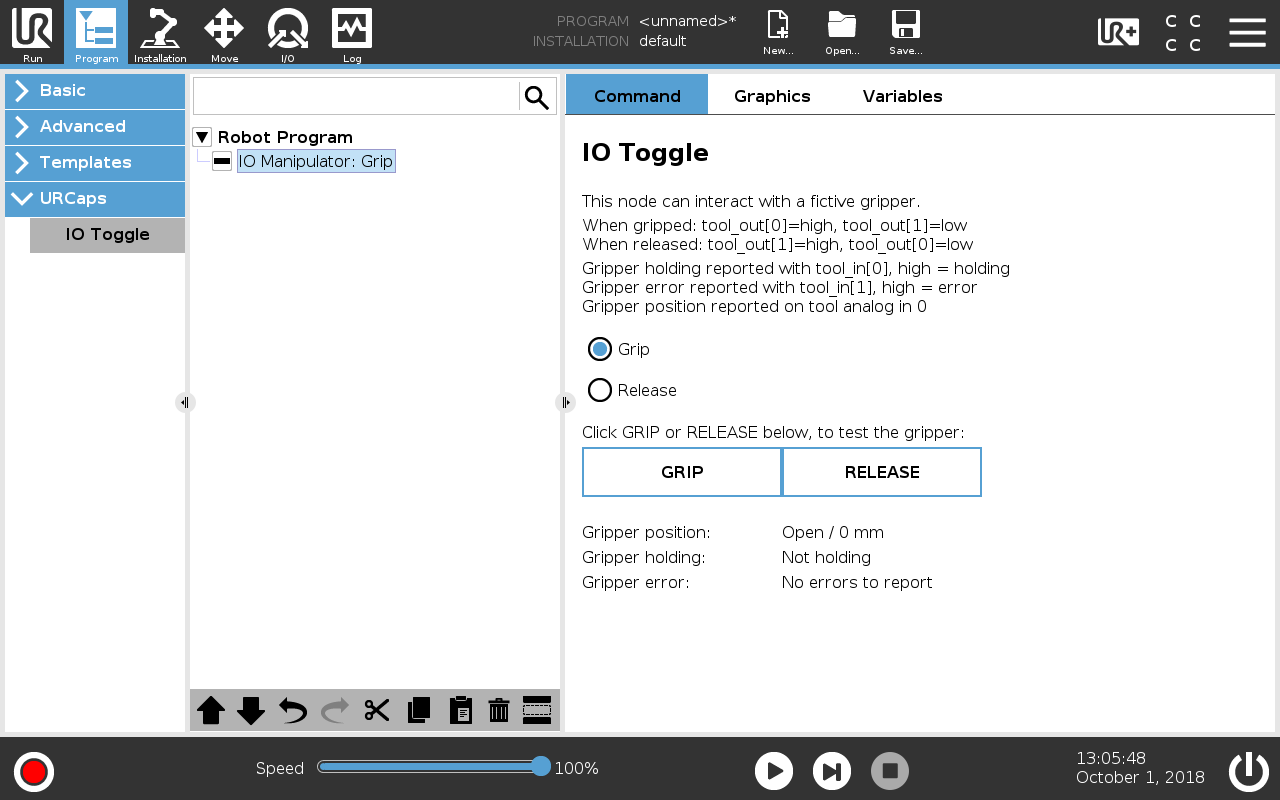 UR
Run
Program
Installation
Move
I/O
Log
PROGRAM <unnamed>*
INSTALLATION default
New...
Open...
Save...
UR+
C C
C C
Basic
Advanced
Templates
URCaps
IO Toggle
Robot Program
IO Manipulator: Grip
Command
Graphics
Variables
IO Toggle
This node can interact with a fictive gripper.
When gripped: tool_out[0]=high, tool_out[1]=low
When released: tool_out[1]=high, tool_out[0]=low
Gripper holding reported with tool_in[0], high = holding
Gripper error reported with tool_in[1], high = error
Gripper position reported on tool analog in 0
Grip
Release
Click GRIP or RELEASE below, to test the gripper:
GRIP
RELEASE
Gripper position: Open / 0 mm
Gripper holding: Not holding
Gripper error: No errors to report
Speed 100%
13:05:48
October 1, 2018